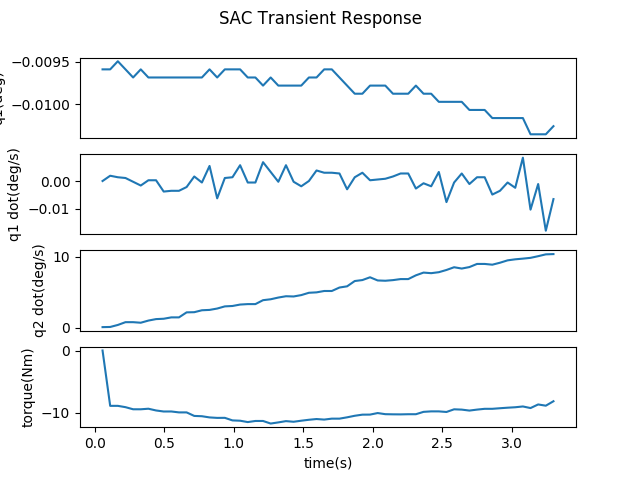 SAC Transient Response
q1(deg)
−0.0095
−0.0100
q1 dot(deg/s)
0.00
−0.01
q2 dot(deg/s)
10
0
torque(Nm)
0
−10
0.0 0.5 1.0 1.5 2.0 2.5 3.0
time(s)